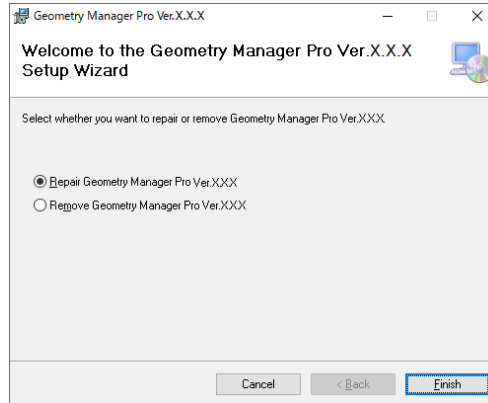 Geometry Manager Pro Ver.X.X.X
Welcome to the Geometry Manager Pro Ver.X.X.X
Setup Wizard
Select whether you want to repair or remove Geometry Manager Pro Ver.XXX.
Repair Geometry Manager Pro Ver.XXX
Remove Geometry Manager Pro Ver.XXX
Cancel
< Back
Finish